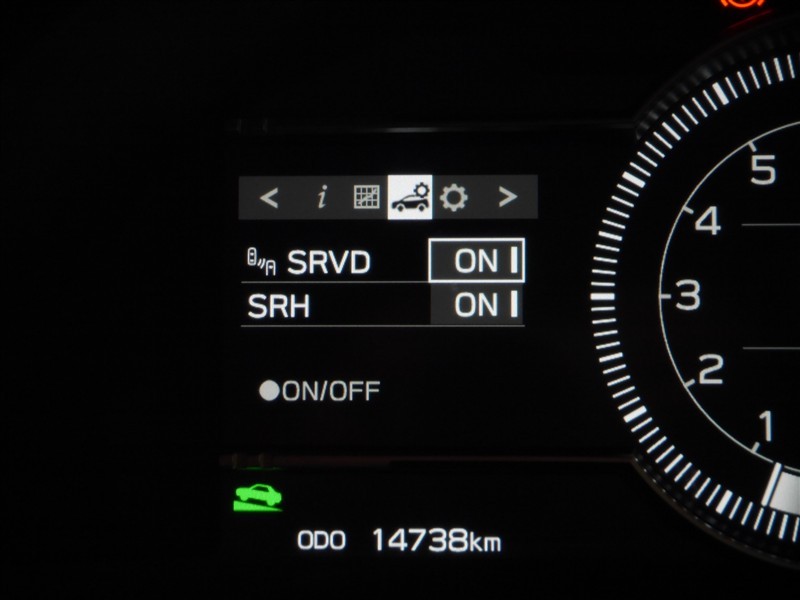 < i >
SRVD ON
SRH ON
●ON/OFF
ODO 14738km
5
4
3
2
1